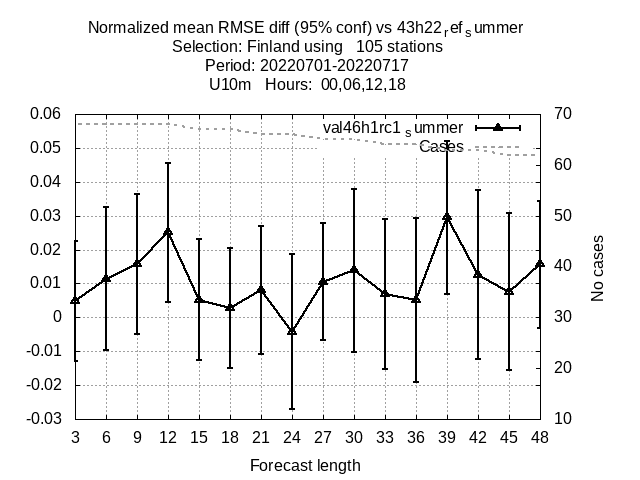 Normalized mean RMSE diff (95% conf) vs 43h22refsummer
Selection: Finland using   105 stations
Period: 20220701-20220717
U10m   Hours:  00,06,12,18
0.06
0.05
0.04
0.03
0.02
0.01
0
-0.01
-0.02
-0.03
val46h1rc1summer
Cases
70
60
50
40
30
20
10
No cases
3 6 9 12 15 18 21 24 27 30 33 36 39 42 45 48
Forecast length